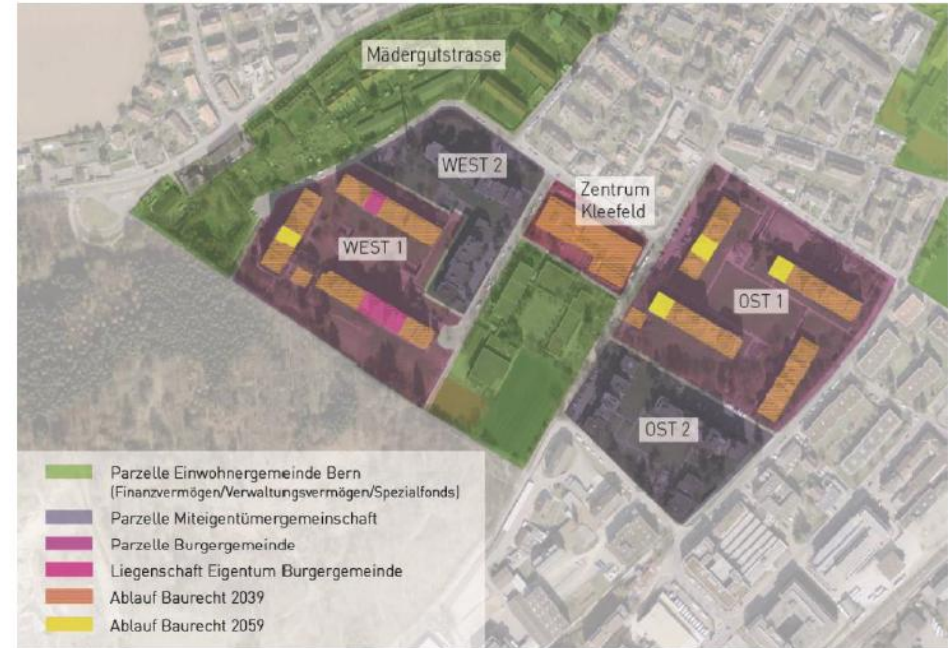 Mädergutstrasse
WEST 2
Zentrum
Kleefeld
WEST 1
OST 1
OST 2
Parzelle Einwohnergemeinde Bern
(Finanzvermögen/Verwaltungsvermögen/Spezialfonds)
Parzelle Miteigentümergemeinschaft
Parzelle Burgergemeinde
Liegenschaft Eigentum Burgergemeinde
Ablauf Baurecht 2039
Ablauf Baurecht 2059